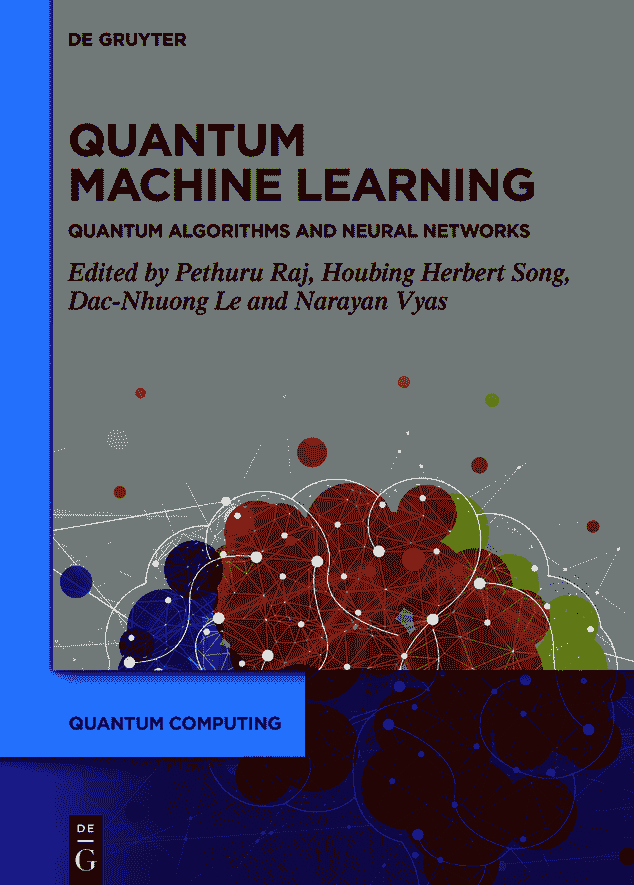 DE GRUYTER
QUANTUM
MACHINE LEARNING
QUANTUM ALGORITHMS AND NEURAL NETWORKS
Edited by Pethuru Raj, Houbing Herbert Song,
Dac-Nhuong Le and Narayan Vyas
QUANTUM COMPUTING
DE
G